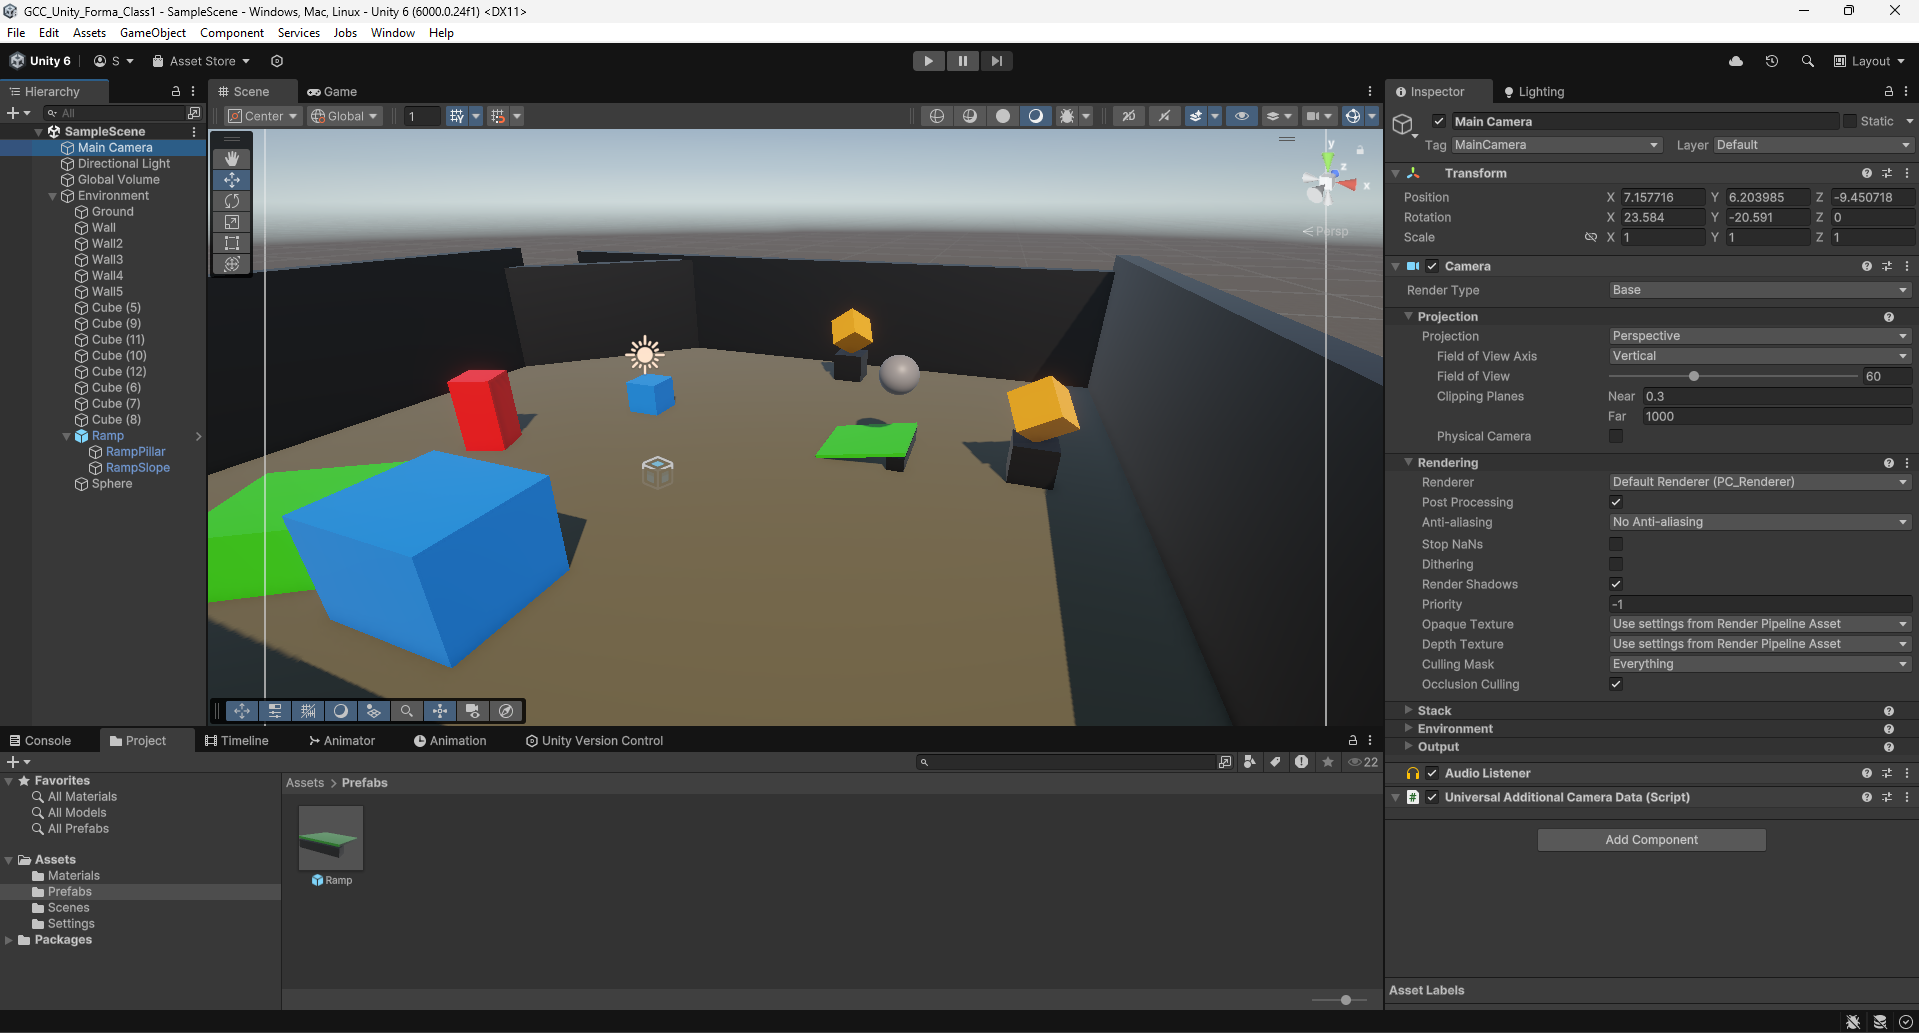 GCC_Unity_Forma_Class1 - SampleScene - Windows, Mac, Linux - Unity 6 (6000.0.24f1) <DX11>
File Edit Assets GameObject Component Services Jobs Window Help
Unity 6 S Asset Store Layout
Hierarchy
All
SampleScene
Main Camera
Directional Light
Global Volume
Environment
Ground
Wall
Wall2
Wall3
Wall4
Wall5
Cube (5)
Cube (9)
Cube (11)
Cube (10)
Cube (12)
Cube (6)
Cube (7)
Cube (8)
Ramp
RampPillar
RampSlope
Sphere
Scene Game
Center Global 1 2D
y
z
x
Persp
Inspector Lighting
Main Camera Static
Tag MainCamera Layer Default
Transform
Position X 7.157716 Y 6.203985 Z -9.450718
Rotation X 23.584 Y -20.591 Z 0
Scale X 1 Y 1 Z 1
Camera
Render Type Base
Projection
Projection Perspective
Field of View Axis Vertical
Field of View 60
Clipping Planes Near 0.3
Far 1000
Physical Camera
Rendering
Renderer Default Renderer (PC_Renderer)
Post Processing
Anti-aliasing No Anti-aliasing
Stop NaNs
Dithering
Render Shadows
Priority -1
Opaque Texture Use settings from Render Pipeline Asset
Depth Texture Use settings from Render Pipeline Asset
Culling Mask Everything
Occlusion Culling
Stack
Environment
Output
Audio Listener
# Universal Additional Camera Data (Script)
Add Component
Asset Labels
Console Project Timeline Animator Animation Unity Version Control
22
Favorites
All Materials
All Models
All Prefabs
Assets
Materials
Prefabs
Scenes
Settings
Packages
Assets > Prefabs
Ramp